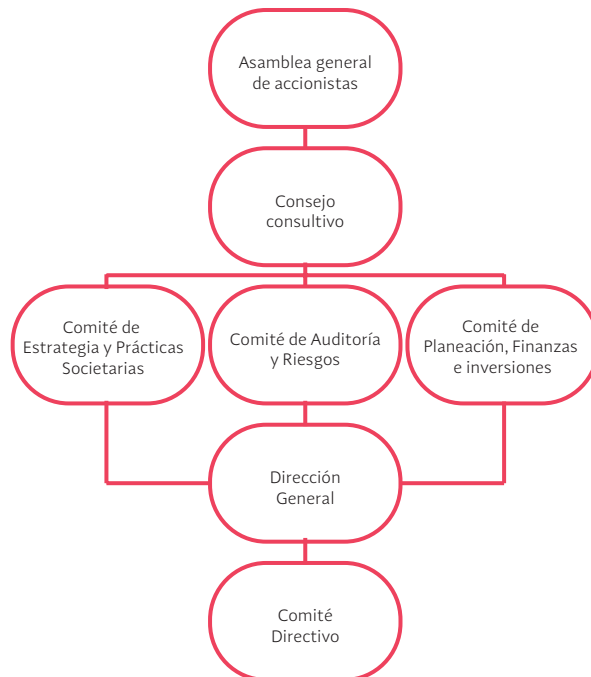 Asamblea general
de accionistas
Consejo
consultivo
Comité de
Estrategia y Prácticas
Societarias
Comité de Auditoría
y Riesgos
Comité de
Planeación, Finanzas
e inversiones
Dirección
General
Comité
Directivo